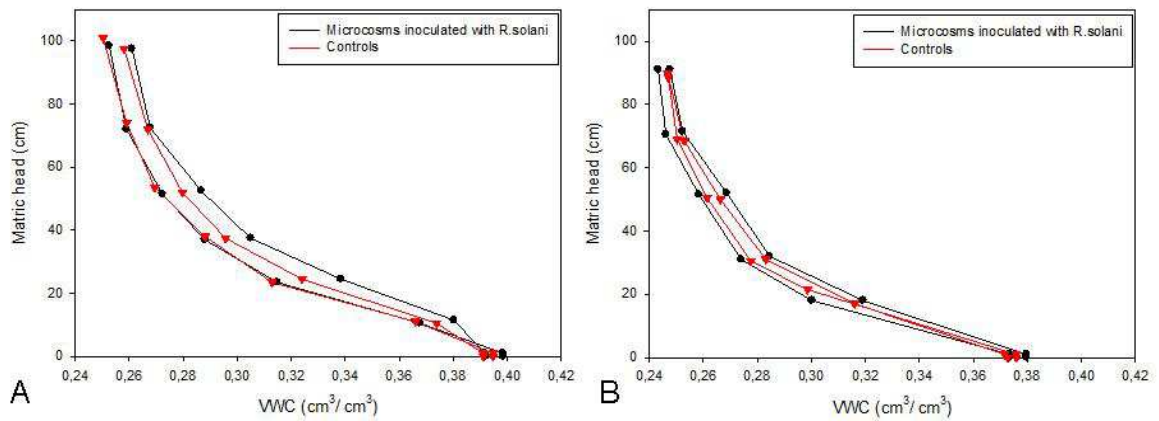 Microcosms inoculated with R.solani
Controls
Matric head (cm)
100
80
60
40
20
0
0,24 0,26 0,28 0,30 0,32 0,34 0,36 0,38 0,40 0,42
VWC (cm³/ cm³)
A
Microcosms inoculated with R.solani
Controls
Matric head (cm)
100
80
60
40
20
0
0,24 0,26 0,28 0,30 0,32 0,34 0,36 0,38 0,40 0,42
VWC (cm³/ cm³)
B